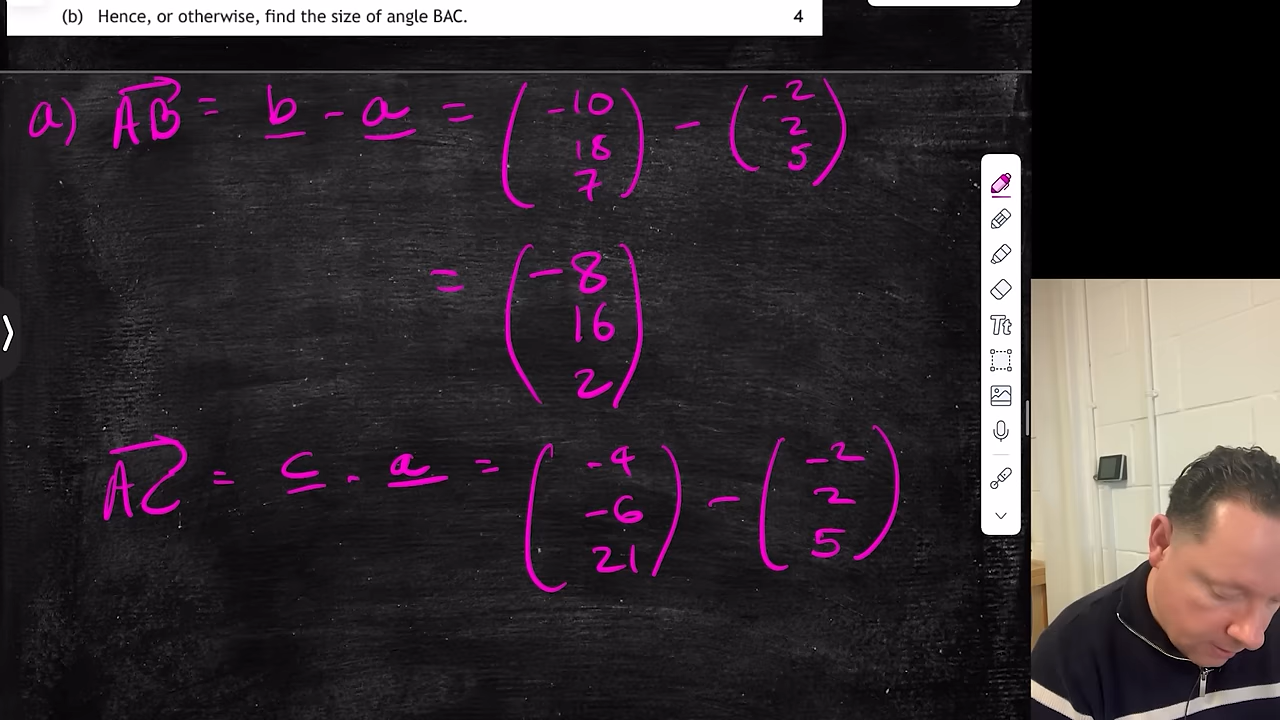 (b) Hence, or otherwise, find the size of angle BAC. 4
a) AB = b - a = (-10 18 7) - (-2 2 5)
= (-8 16 2)
AC = c - a = (-4 -6 21) - (-2 2 5)
Tt